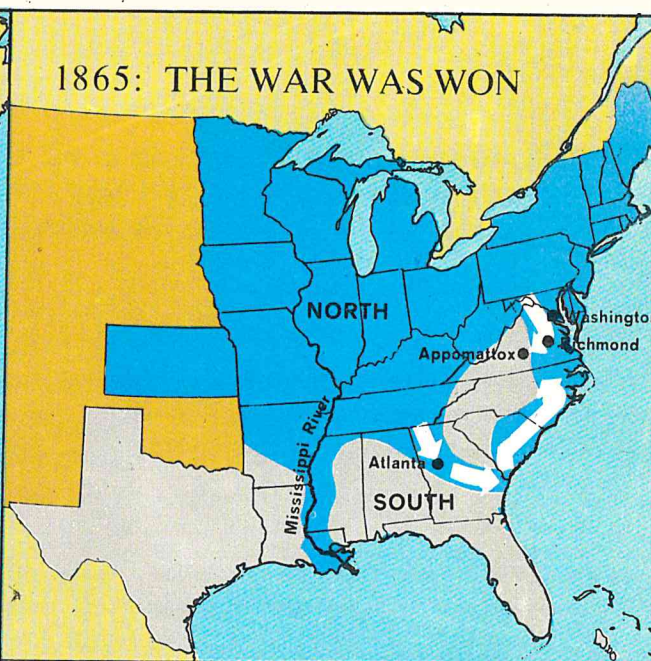 1865: THE WAR WAS WON
NORTH
Washingto
Richmond
Appomattox
Mississippi River
Atlanta
SOUTH